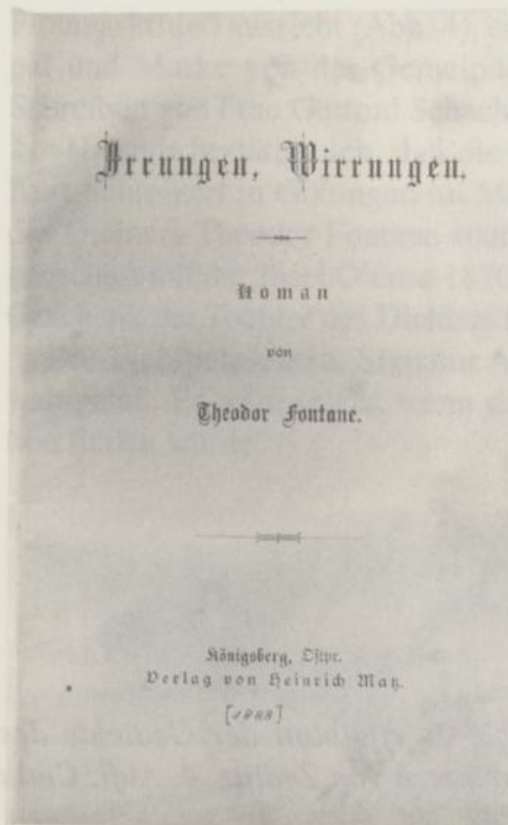 Irrungen, Wirrungen.
Roman
von
Theodor Fontane.
Königsberg, Ostpr.
Verlag von Heinrich Matz.
[1888]